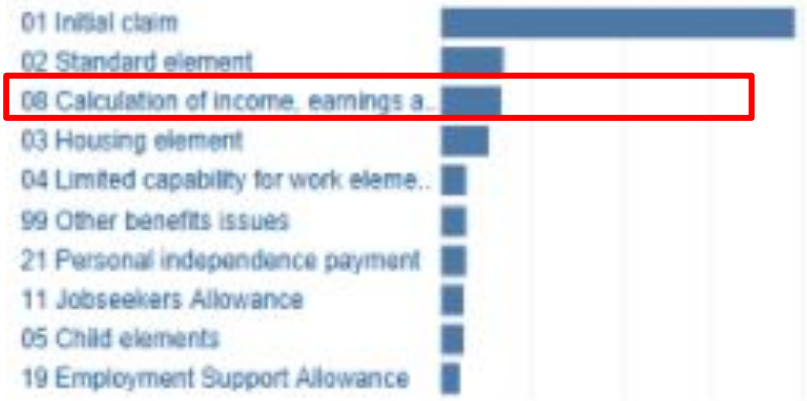 01 Initial claim
02 Standard element
08 Calculation of income, earnings a..
03 Housing element
04 Limited capability for work eleme..
99 Other benefits issues
21 Personal independence payment
11 Jobseekers Allowance
05 Child elements
19 Employment Support Allowance